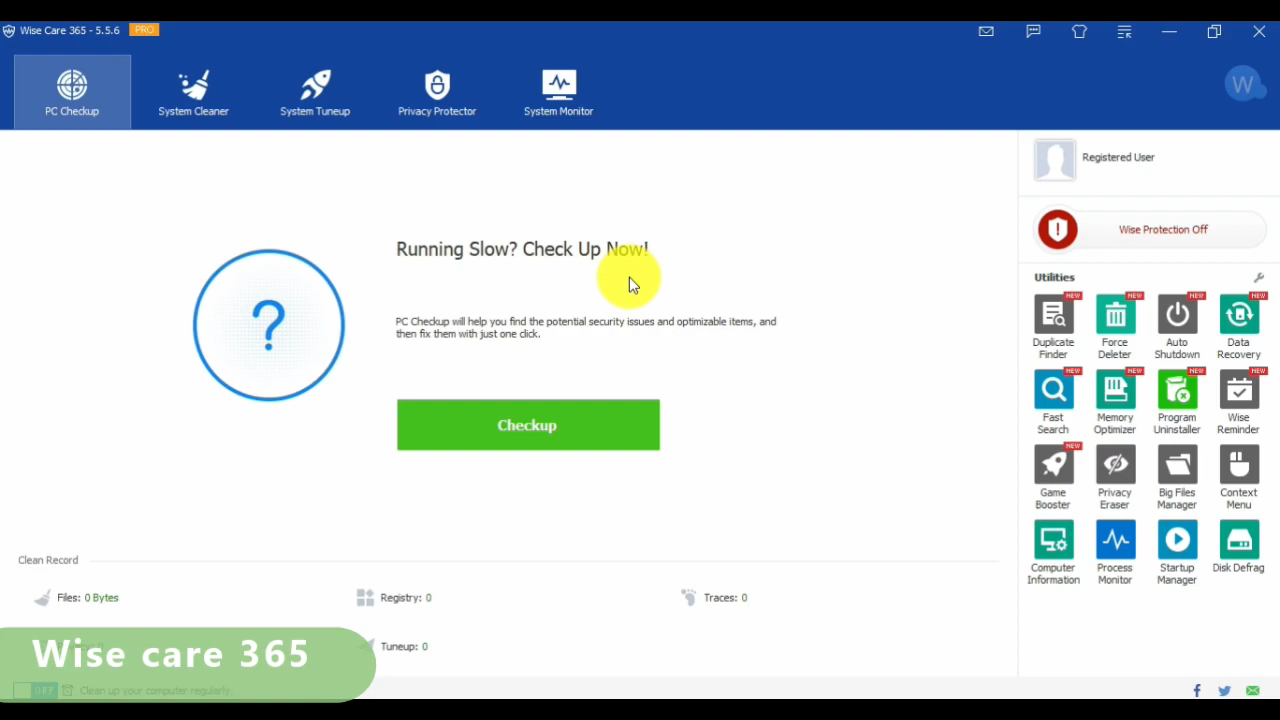 Wise Care 365 - 5.5.6 PRO
PC Checkup
System Cleaner
System Tuneup
Privacy Protector
System Monitor
W
Registered User
Wise Protection Off
Running Slow? Check Up Now!
?
PC Checkup will help you find the potential security issues and optimizable items, and
then fix them with just one click.
Checkup
Utilities
NEW NEW NEW NEW
Duplicate
Finder
Force
Deleter
Auto
Shutdown
Data
Recovery
NEW NEW NEW NEW
Fast
Search
Memory
Optimizer
Program
Uninstaller
Wise
Reminder
NEW
Game
Booster
Privacy
Eraser
Big Files
Manager
Context
Menu
Computer
Information
Process
Monitor
Startup
Manager
Disk Defrag
Clean Record
Files: 0 Bytes
Registry: 0
Traces: 0
Tuneup: 0
Wise care 365
OFF
Clean up your computer regularly.